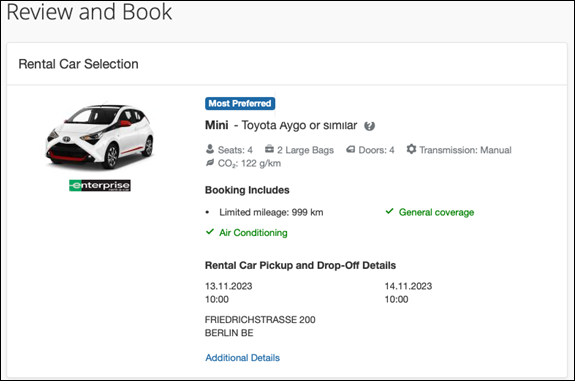 Review and Book
Rental Car Selection
Most Preferred
Mini - Toyota Aygo or similar ?
Seats: 4 2 Large Bags Doors: 4 Transmission: Manual
CO₂: 122 g/km
enterprise
Booking Includes
• Limited mileage: 999 km ✓ General coverage
✓ Air Conditioning
Rental Car Pickup and Drop-Off Details
13.11.2023 14.11.2023
10:00 10:00
FRIEDRICHSTRASSE 200
BERLIN BE
Additional Details